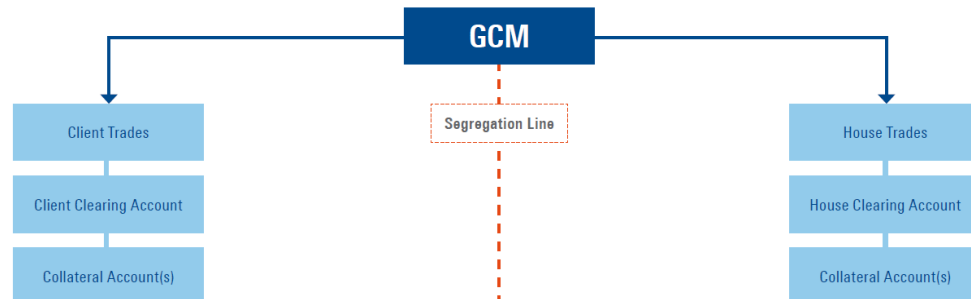 GCM
Segregation Line
Client Trades
House Trades
Client Clearing Account
House Clearing Account
Collateral Account(s)
Collateral Account(s)